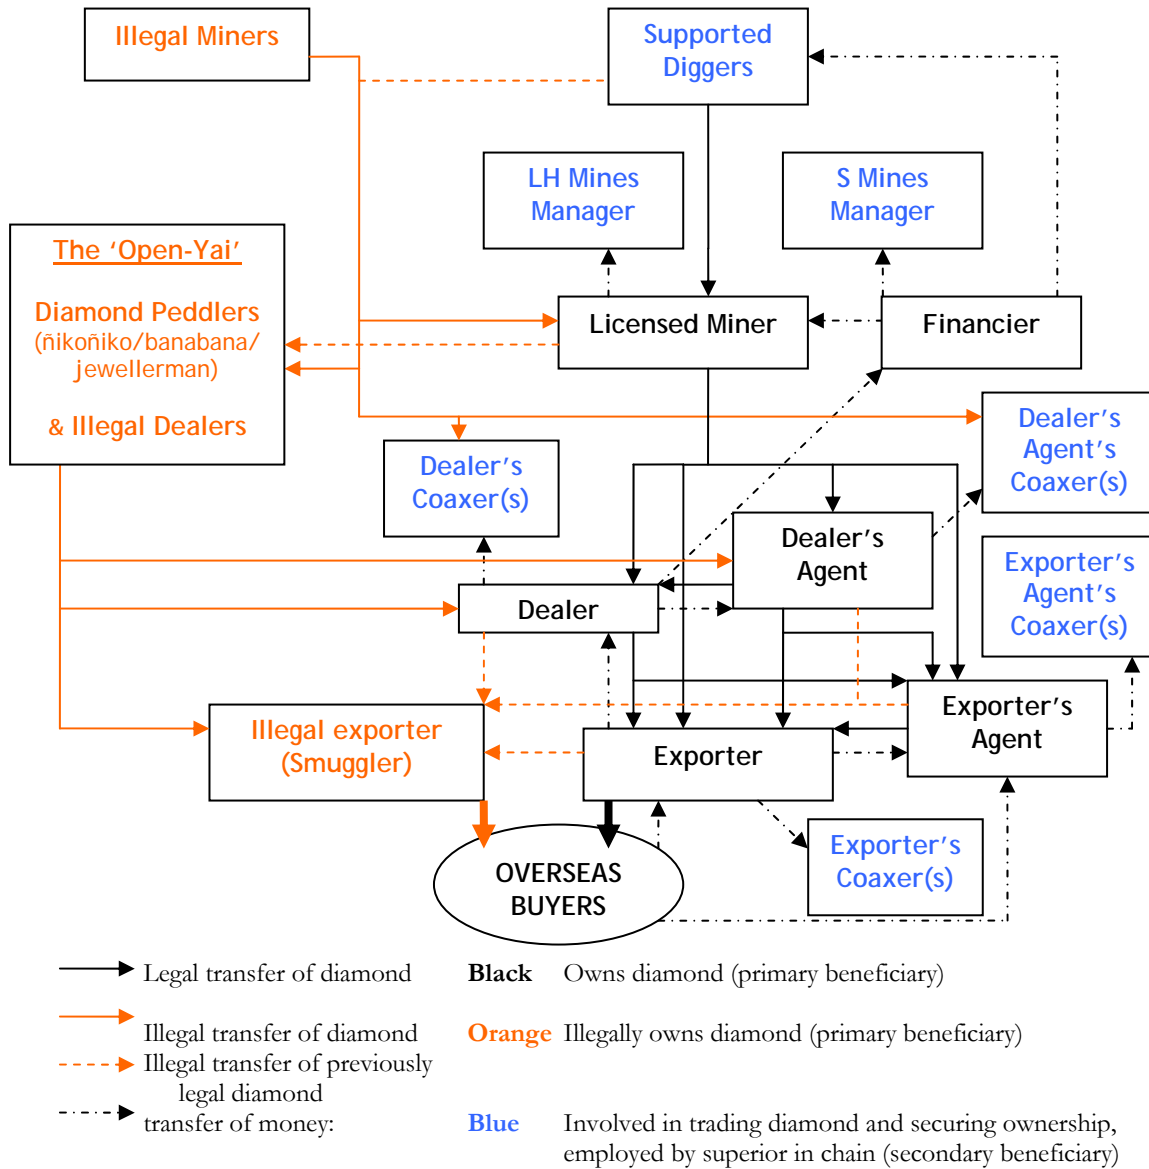 Illegal Miners
Supported
Diggers
LH Mines
Manager
S Mines
Manager
The ‘Open-Yai’
Diamond Peddlers
(ñikoñiko/banabana/
jewellerman)
& Illegal Dealers
Licensed Miner
Financier
Dealer’s
Coaxer(s)
Dealer’s
Agent’s
Coaxer(s)
Dealer’s
Agent
Exporter’s
Agent’s
Coaxer(s)
Dealer
Illegal exporter
(Smuggler)
Exporter
Exporter’s
Agent
Exporter’s
Coaxer(s)
OVERSEAS
BUYERS
Legal transfer of diamond
Illegal transfer of diamond
Illegal transfer of previously
legal diamond
transfer of money:
Black Owns diamond (primary beneficiary)
Orange Illegally owns diamond (primary beneficiary)
Blue Involved in trading diamond and securing ownership,
employed by superior in chain (secondary beneficiary)